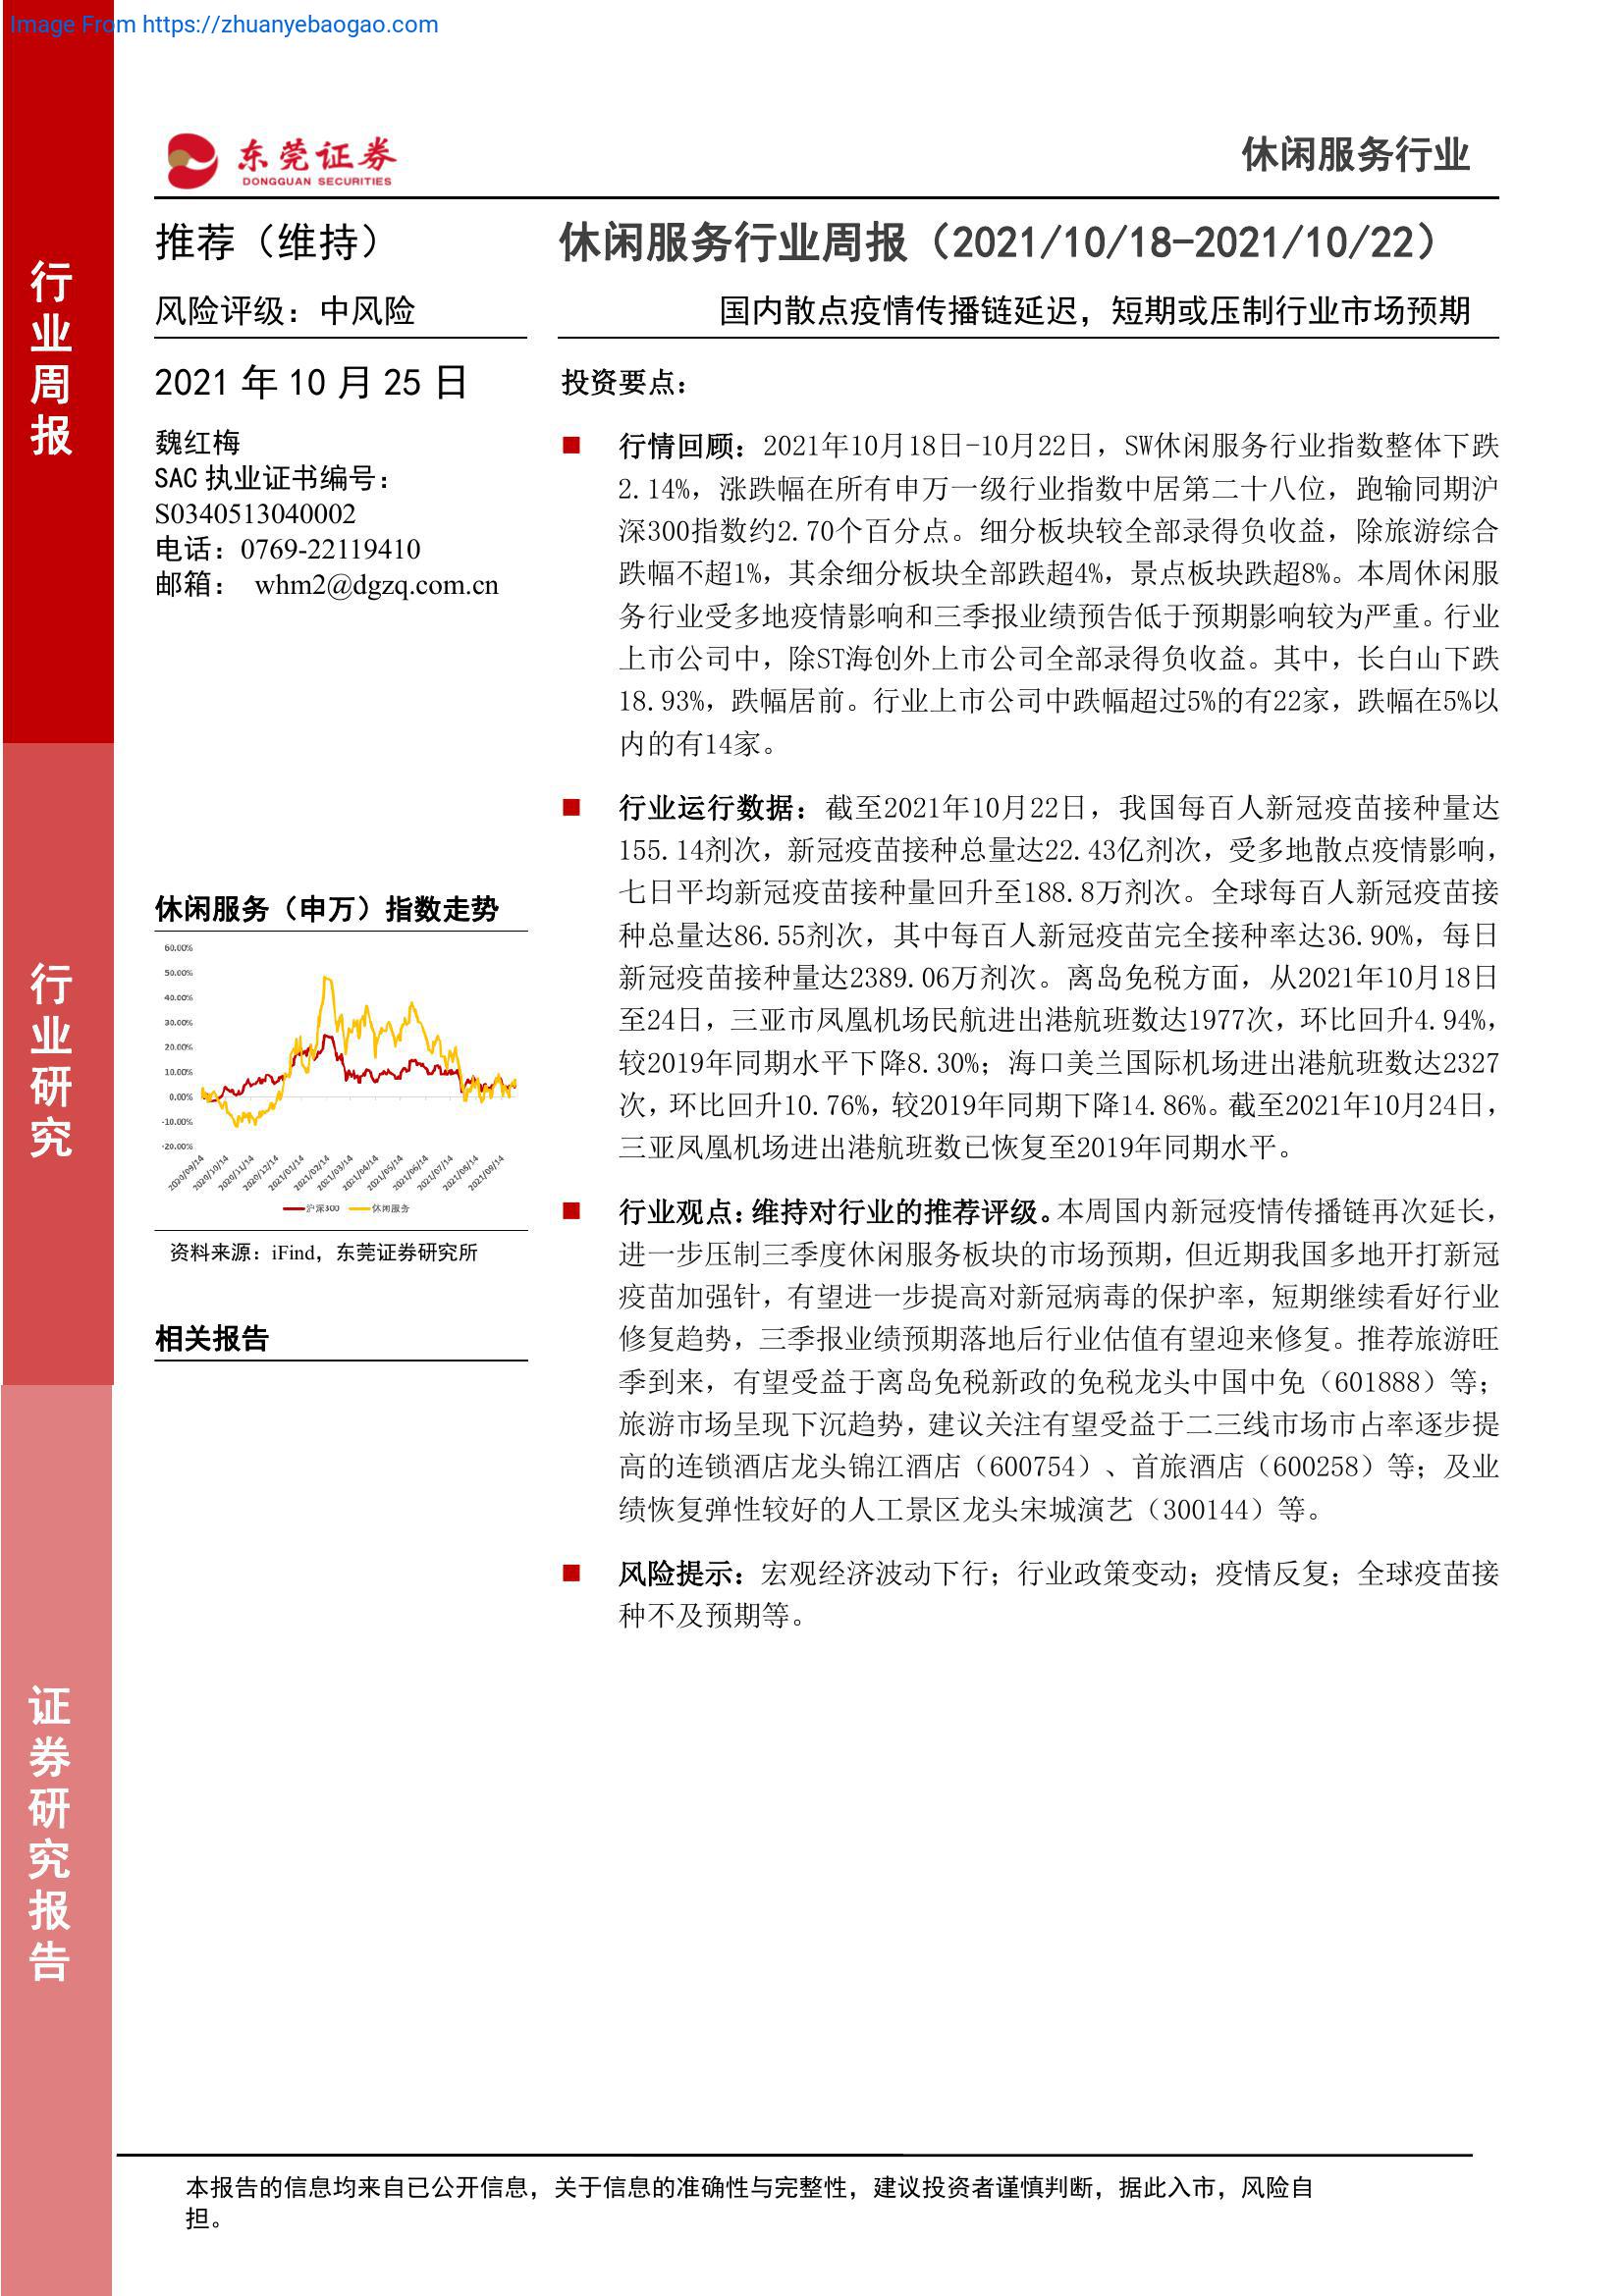 Image From https://zhuanyebaogao.com
东莞证券
DONGGUAN SECURITIES
休闲服务行业
行业周报
行业研究
证券研究报告
推荐（维持）
风险评级：中风险
2021 年 10 月 25 日
魏红梅
SAC 执业证书编号：
S0340513040002
电话：0769-22119410
邮箱： whm2@dgzq.com.cn
休闲服务（申万）指数走势
60.00%
50.00%
40.00%
30.00%
20.00%
10.00%
0.00%
-10.00%
-20.00%
2020/09/14
2020/10/14
2020/11/14
2020/12/14
2021/01/14
2021/02/14
2021/03/14
2021/04/14
2021/05/14
2021/06/14
2021/07/14
2021/08/14
2021/09/14
沪深300 休闲服务
资料来源：iFind，东莞证券研究所
相关报告
休闲服务行业周报（2021/10/18-2021/10/22）
国内散点疫情传播链延迟，短期或压制行业市场预期
投资要点：
■ 行情回顾：2021年10月18日-10月22日，SW休闲服务行业指数整体下跌
2.14%，涨跌幅在所有申万一级行业指数中居第二十八位，跑输同期沪
深300指数约2.70个百分点。细分板块较全部录得负收益，除旅游综合
跌幅不超1%，其余细分板块全部跌超4%，景点板块跌超8%。本周休闲服
务行业受多地疫情影响和三季报业绩预告低于预期影响较为严重。行业
上市公司中，除ST海创外上市公司全部录得负收益。其中，长白山下跌
18.93%，跌幅居前。行业上市公司中跌幅超过5%的有22家，跌幅在5%以
内的有14家。
■ 行业运行数据：截至2021年10月22日，我国每百人新冠疫苗接种量达
155.14剂次，新冠疫苗接种总量达22.43亿剂次，受多地散点疫情影响，
七日平均新冠疫苗接种量回升至188.8万剂次。全球每百人新冠疫苗接
种总量达86.55剂次，其中每百人新冠疫苗完全接种率达36.90%，每日
新冠疫苗接种量达2389.06万剂次。离岛免税方面，从2021年10月18日
至24日，三亚市凤凰机场民航进出港航班数达1977次，环比回升4.94%，
较2019年同期水平下降8.30%；海口美兰国际机场进出港航班数达2327
次，环比回升10.76%，较2019年同期下降14.86%。截至2021年10月24日，
三亚凤凰机场进出港航班数已恢复至2019年同期水平。
■ 行业观点：维持对行业的推荐评级。本周国内新冠疫情传播链再次延长，
进一步压制三季度休闲服务板块的市场预期，但近期我国多地开打新冠
疫苗加强针，有望进一步提高对新冠病毒的保护率，短期继续看好行业
修复趋势，三季报业绩预期落地后行业估值有望迎来修复。推荐旅游旺
季到来，有望受益于离岛免税新政的免税龙头中国中免（601888）等；
旅游市场呈现下沉趋势，建议关注有望受益于二三线市场市占率逐步提
高的连锁酒店龙头锦江酒店（600754）、首旅酒店（600258）等；及业
绩恢复弹性较好的人工景区龙头宋城演艺（300144）等。
■ 风险提示：宏观经济波动下行；行业政策变动；疫情反复；全球疫苗接
种不及预期等。
本报告的信息均来自已公开信息，关于信息的准确性与完整性，建议投资者谨慎判断，据此入市，风险自
担。